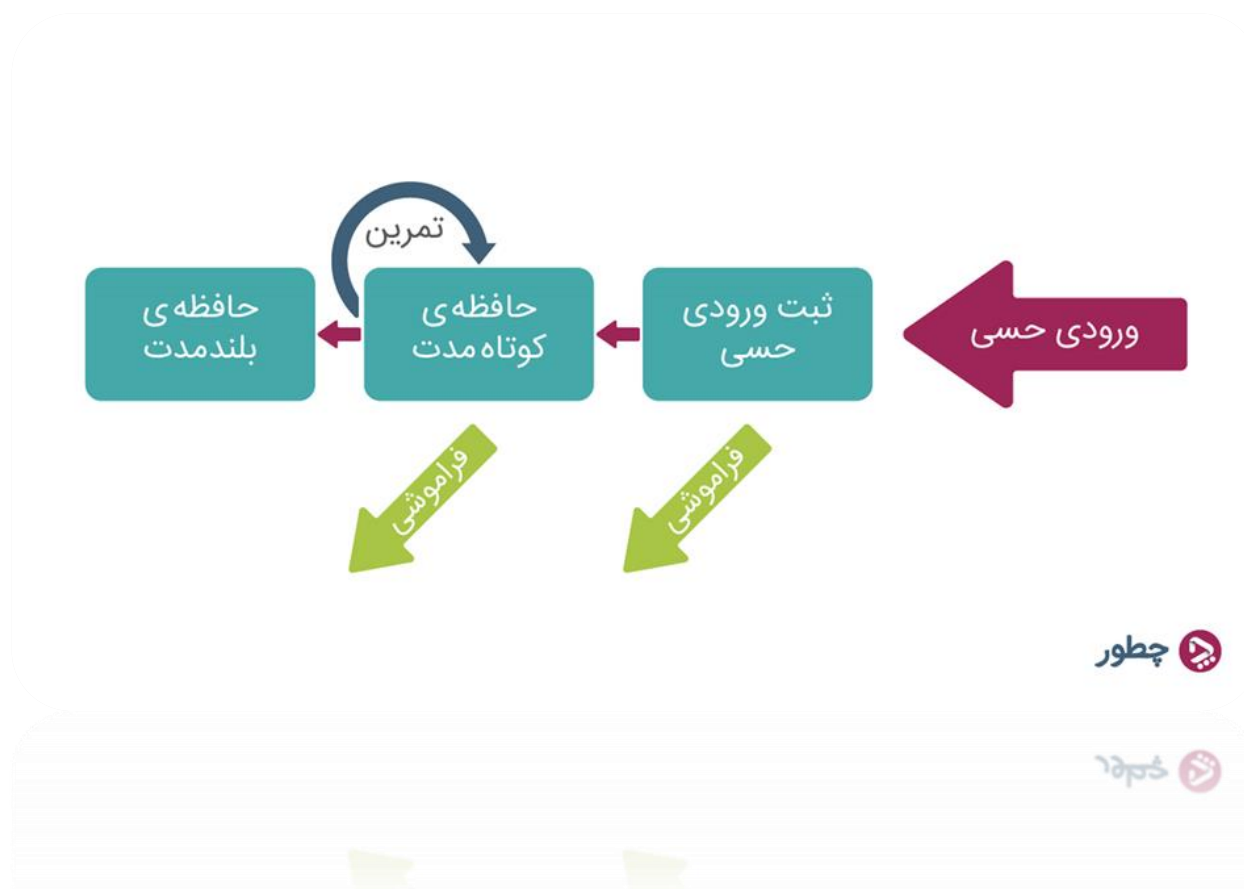 تمرین
ورودی حسی
ثبت ورودی
حسی
حافظه‌ی
کوتاه‌مدت
حافظه‌ی
بلندمدت
فراموشی
فراموشی
چطور